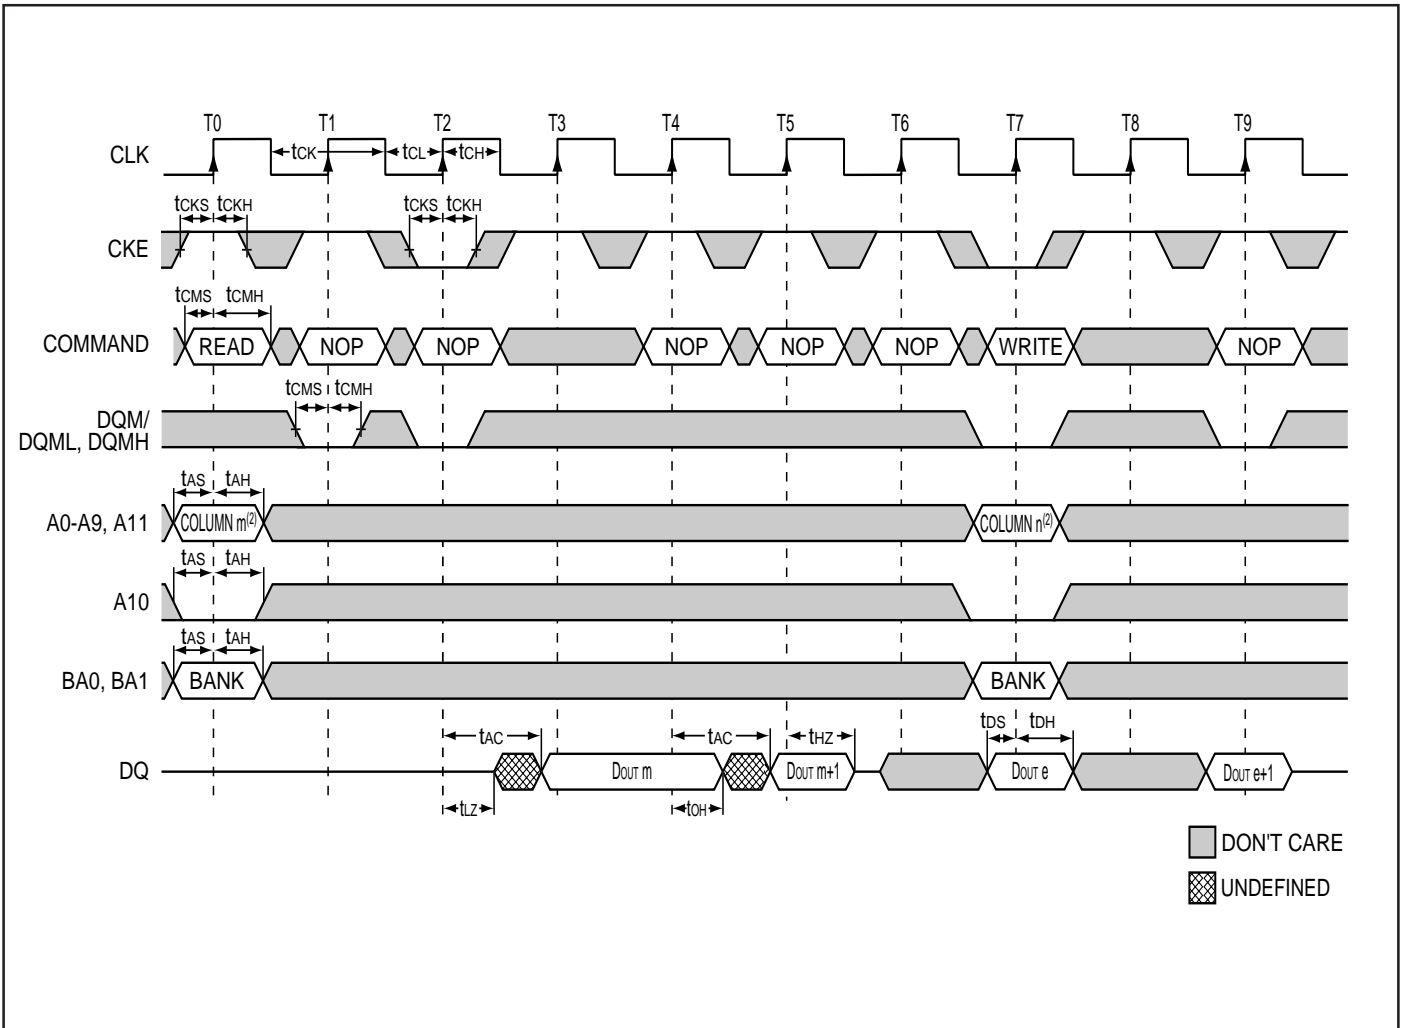 T0 T1 T2 T3 T4 T5 T6 T7 T8 T9
CLK tCK tCL tCH
tCKS tCKH tCKS tCKH
CKE
tCMS tCMH
COMMAND READ NOP NOP NOP NOP NOP WRITE NOP
tCMS tCMH
DQM/
DQML, DQMH
tAS tAH
A0-A9, A11 COLUMN m(2) COLUMN n(2)
tAS tAH
A10
tAS tAH
BA0, BA1 BANK BANK
tAC tAC tHZ tDS tDH
DQ DOUT m DOUT m+1 DOUT e DOUT e+1
tLZ tOH
DON'T CARE
UNDEFINED